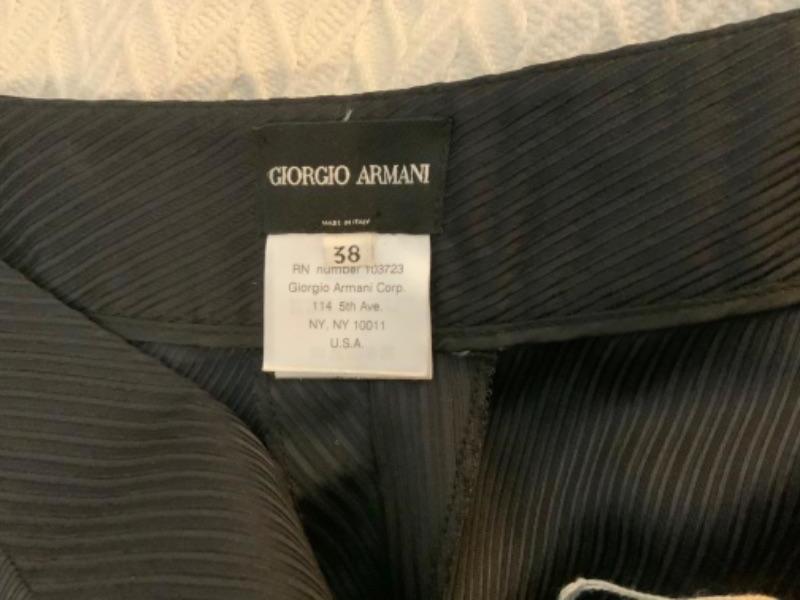 GIORGIO ARMANI
MADE IN ITALY
38
RN number 103723
Giorgio Armani Corp.
114 5th Ave.
NY, NY 10011
U.S.A.